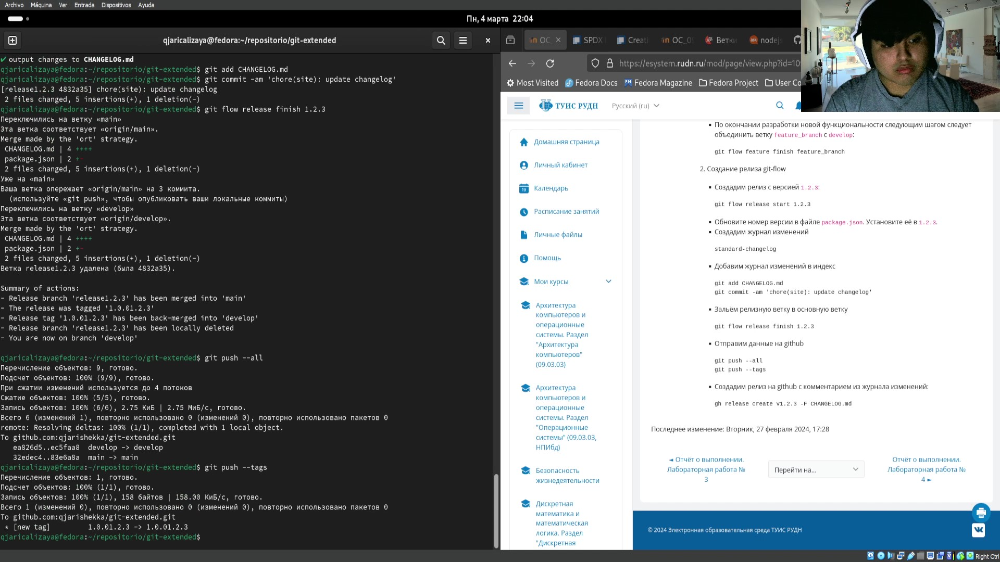 Archivo Máquina Ver Entrada Dispositivos Ayuda
Пн, 4 марта 22:04
qjaricalizaya@fedora:~/repositorio/git-extended
✔ output changes to CHANGELOG.md
qjaricalizaya@fedora:~/repositorio/git-extended$ git add CHANGELOG.md
qjaricalizaya@fedora:~/repositorio/git-extended$ git commit -am 'chore(site): update changelog'
[release1.2.3 4832a35] chore(site): update changelog
2 files changed, 5 insertions(+), 1 deletion(-)
qjaricalizaya@fedora:~/repositorio/git-extended$ git flow release finish 1.2.3
Переключились на ветку «main»
Эта ветка соответствует «origin/main».
Merge made by the 'ort' strategy.
CHANGELOG.md | 4 ++++
package.json | 2 +-
2 files changed, 5 insertions(+), 1 deletion(-)
Уже на «main»
Ваша ветка опережает «origin/main» на 3 коммита.
(используйте «git push», чтобы опубликовать ваши локальные коммиты)
Переключились на ветку «develop»
Эта ветка соответствует «origin/develop».
Merge made by the 'ort' strategy.
CHANGELOG.md | 4 ++++
package.json | 2 +-
2 files changed, 5 insertions(+), 1 deletion(-)
Ветка release1.2.3 удалена (была 4832a35).
Summary of actions:
- Release branch 'release1.2.3' has been merged into 'main'
- The release was tagged '1.0.01.2.3'
- Release tag '1.0.01.2.3' has been back-merged into 'develop'
- Release branch 'release1.2.3' has been locally deleted
- You are now on branch 'develop'
qjaricalizaya@fedora:~/repositorio/git-extended$ git push --all
Перечисление объектов: 9, готово.
Подсчет объектов: 100% (9/9), готово.
При сжатии изменений используется до 4 потоков
Сжатие объектов: 100% (5/5), готово.
Запись объектов: 100% (6/6), 2.75 КиБ | 2.75 МиБ/с, готово.
Всего 6 (изменений 1), повторно использовано 0 (изменений 0), повторно использовано пакетов 0
remote: Resolving deltas: 100% (1/1), completed with 1 local object.
To github.com:qjarishekka/git-extended.git
ea826d5..ec5faa8 develop -> develop
32edec4..83e6a8a main -> main
qjaricalizaya@fedora:~/repositorio/git-extended$ git push --tags
Перечисление объектов: 1, готово.
Подсчет объектов: 100% (1/1), готово.
Запись объектов: 100% (1/1), 158 байтов | 158.00 КиБ/с, готово.
Всего 1 (изменений 0), повторно использовано 0 (изменений 0), повторно использовано пакетов 0
To github.com:qjarishekka/git-extended.git
* [new tag] 1.0.01.2.3 -> 1.0.01.2.3
qjaricalizaya@fedora:~/repositorio/git-extended$
OC_ SPDX Creati OC_0 Ветки nodejs
https://esystem.rudn.ru/mod/page/view.php?id=10
Most Visited Fedora Docs Fedora Magazine Fedora Project User Co
ТУИС РУДН Русский (ru)
Домашняя страница
Личный кабинет
19
Календарь
Расписание занятий
Личные файлы
Помощь
Мои курсы
Архитектура
компьютеров и
операционные
системы. Раздел
"Архитектура
компьютеров"
(09.03.03)
Архитектура
компьютеров и
операционные
системы. Раздел
"Операционные
системы" (09.03.03,
НПИбд)
Безопасность
жизнедеятельности
Дискретная
математика и
математическая
логика. Раздел
"Дискретная
▪ По окончании разработки новой функциональности следующим шагом следует
объединить ветку feature_branch c develop:
git flow feature finish feature_branch
2. Создание релиза git-flow
▪ Создадим релиз с версией 1.2.3:
git flow release start 1.2.3
▪ Обновите номер версии в файле package.json. Установите её в 1.2.3.
▪ Создадим журнал изменений
standard-changelog
▪ Добавим журнал изменений в индекс
git add CHANGELOG.md
git commit -am 'chore(site): update changelog'
▪ Зальём релизную ветку в основную ветку
git flow release finish 1.2.3
▪ Отправим данные на github
git push --all
git push --tags
▪ Создадим релиз на github с комментарием из журнала изменений:
gh release create v1.2.3 -F CHANGELOG.md
Последнее изменение: Вторник, 27 февраля 2024, 17:28
◄ Отчёт о выполнении.
Лабораторная работа №
3
Перейти на...
Отчёт о выполнении.
Лабораторная работа №
4 ►
© 2024 Электронная образовательная среда ТУИС РУДН
Right Ctrl